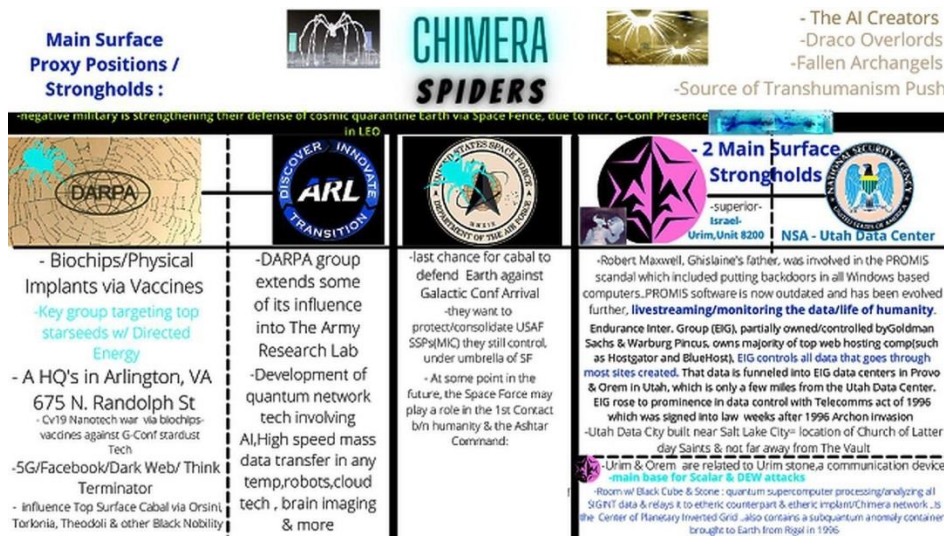 Main Surface
Proxy Positions /
Strongholds :
CHIMERA
SPIDERS
- The AI Creators
-Draco Overlords
-Fallen Archangels
-Source of Transhumanism Push
-negative military is strengthening their defense of cosmic quarantine Earth via Space Fence, due to incr. G-Conf Presence
in LEO
DARPA
DISCOVER INNOVATE
ARL
TRANSITION
UNITED STATES SPACE FORCE
MMXIX
DEPARTMENT OF THE AIR FORCE
- 2 Main Surface
Strongholds
-superior-
Israel-
Urim,Unit 8200
NATIONAL SECURITY AGENCY
UNITED STATES OF AMERICA
NSA - Utah Data Center
- Biochips/Physical
Implants via Vaccines
-Key group targeting top
starseeds w/ Directed
Energy
- A HQ's in Arlington, VA
675 N. Randolph St
- Cv19 Nanotech war via biochips-
vaccines against G-Conf stardust
Tech
-5G/Facebook/Dark Web/ Think
Terminator
- influence Top Surface Cabal via Orsini,
Torlonia, Theodoli & other Black Nobility
-DARPA group
extends some
of its influence
into The Army
Research Lab
-Development of
quantum network
tech involving
AI,High speed mass
data transfer in any
temp,robots,cloud
tech , brain imaging
& more
-last chance for cabal to
defend Earth against
Galactic Conf Arrival
-they want to
protect/consolidate USAF
SSPs(MIC) they still control,
under umbrella of SF
- At some point in the
future, the Space Force may
play a role in the 1st Contact
b/n humanity & the Ashtar
Command:
-Robert Maxwell, Ghislaine's father, was involved in the PROMIS
scandal which included putting backdoors in all Windows based
computers..PROMIS software is now outdated and has been evolved
further, livestreaming/monitoring the data/life of humanity.
Endurance Inter. Group (EIG), partially owned/controlled byGoldman
Sachs & Warburg Pincus, owns majority of top web hosting comp(such
as Hostgator and BlueHost), EIG controls all data that goes through
most sites created. That data is funneled into EIG data centers in Provo
& Orem in Utah, which is only a few miles from the Utah Data Center.
EIG rose to prominence in data control with Telecomms act of 1996
which was signed into law weeks after 1996 Archon invasion
-Utah Data City built near Salt Lake City= location of Church of Latter
day Saints & not far away from The Vault
-Urim & Orem are related to Urim stone,a communication device
-main base for Scalar & DEW attacks
-Room w/ Black Cube & Stone : quantum supercomputer processing/analyzing all
SIGINT data & relays it to etheric counterpart & etheric implant/Chimera network ..is
the Center of Planetary Inverted Grid ..also contains a subquantum anomaly container
brought to Earth from Rigel in 1996